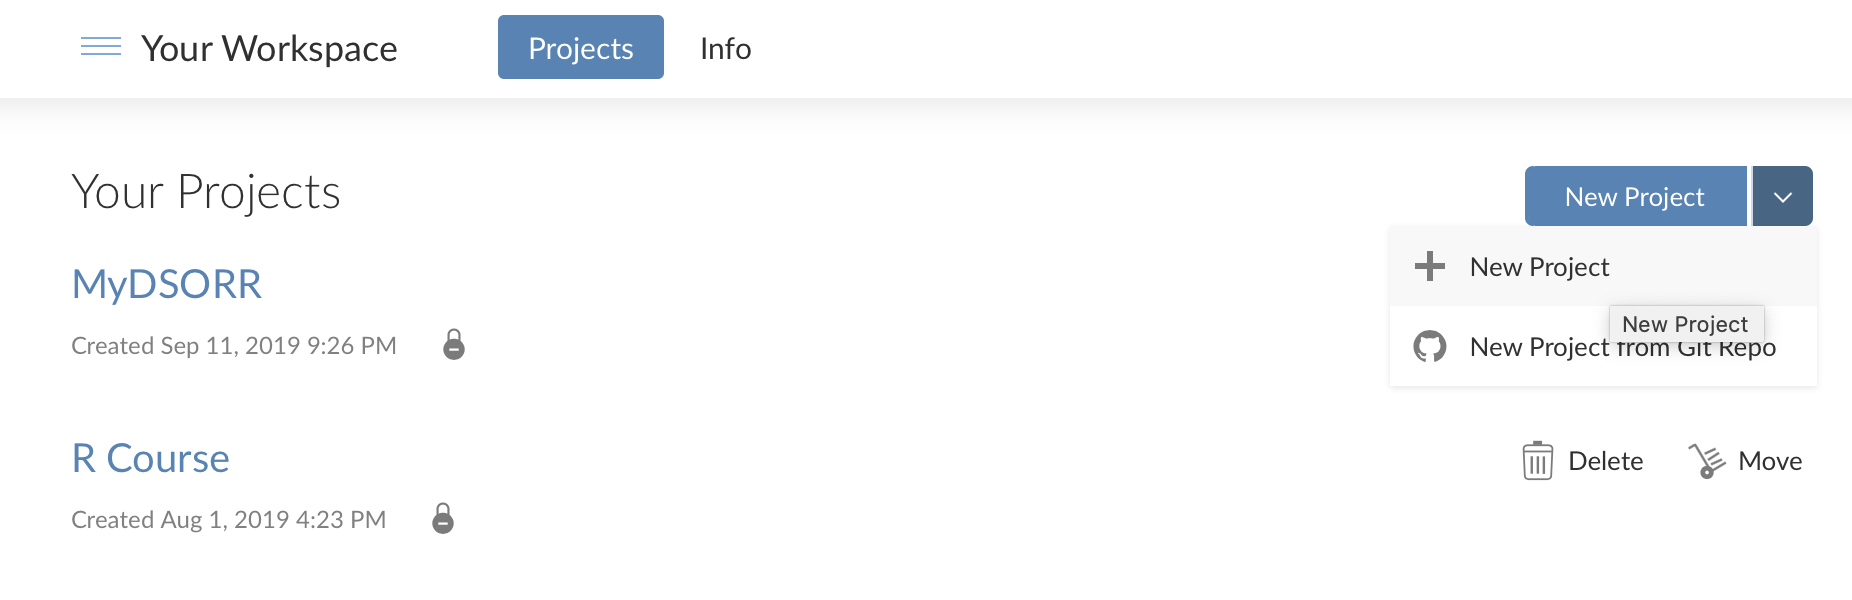 Your Workspace
Projects
Info
Your Projects
New Project
New Project
New Project
New Project from Git Repo
MyDSORR
Created Sep 11, 2019 9:26 PM
R Course
Delete
Move
Created Aug 1, 2019 4:23 PM